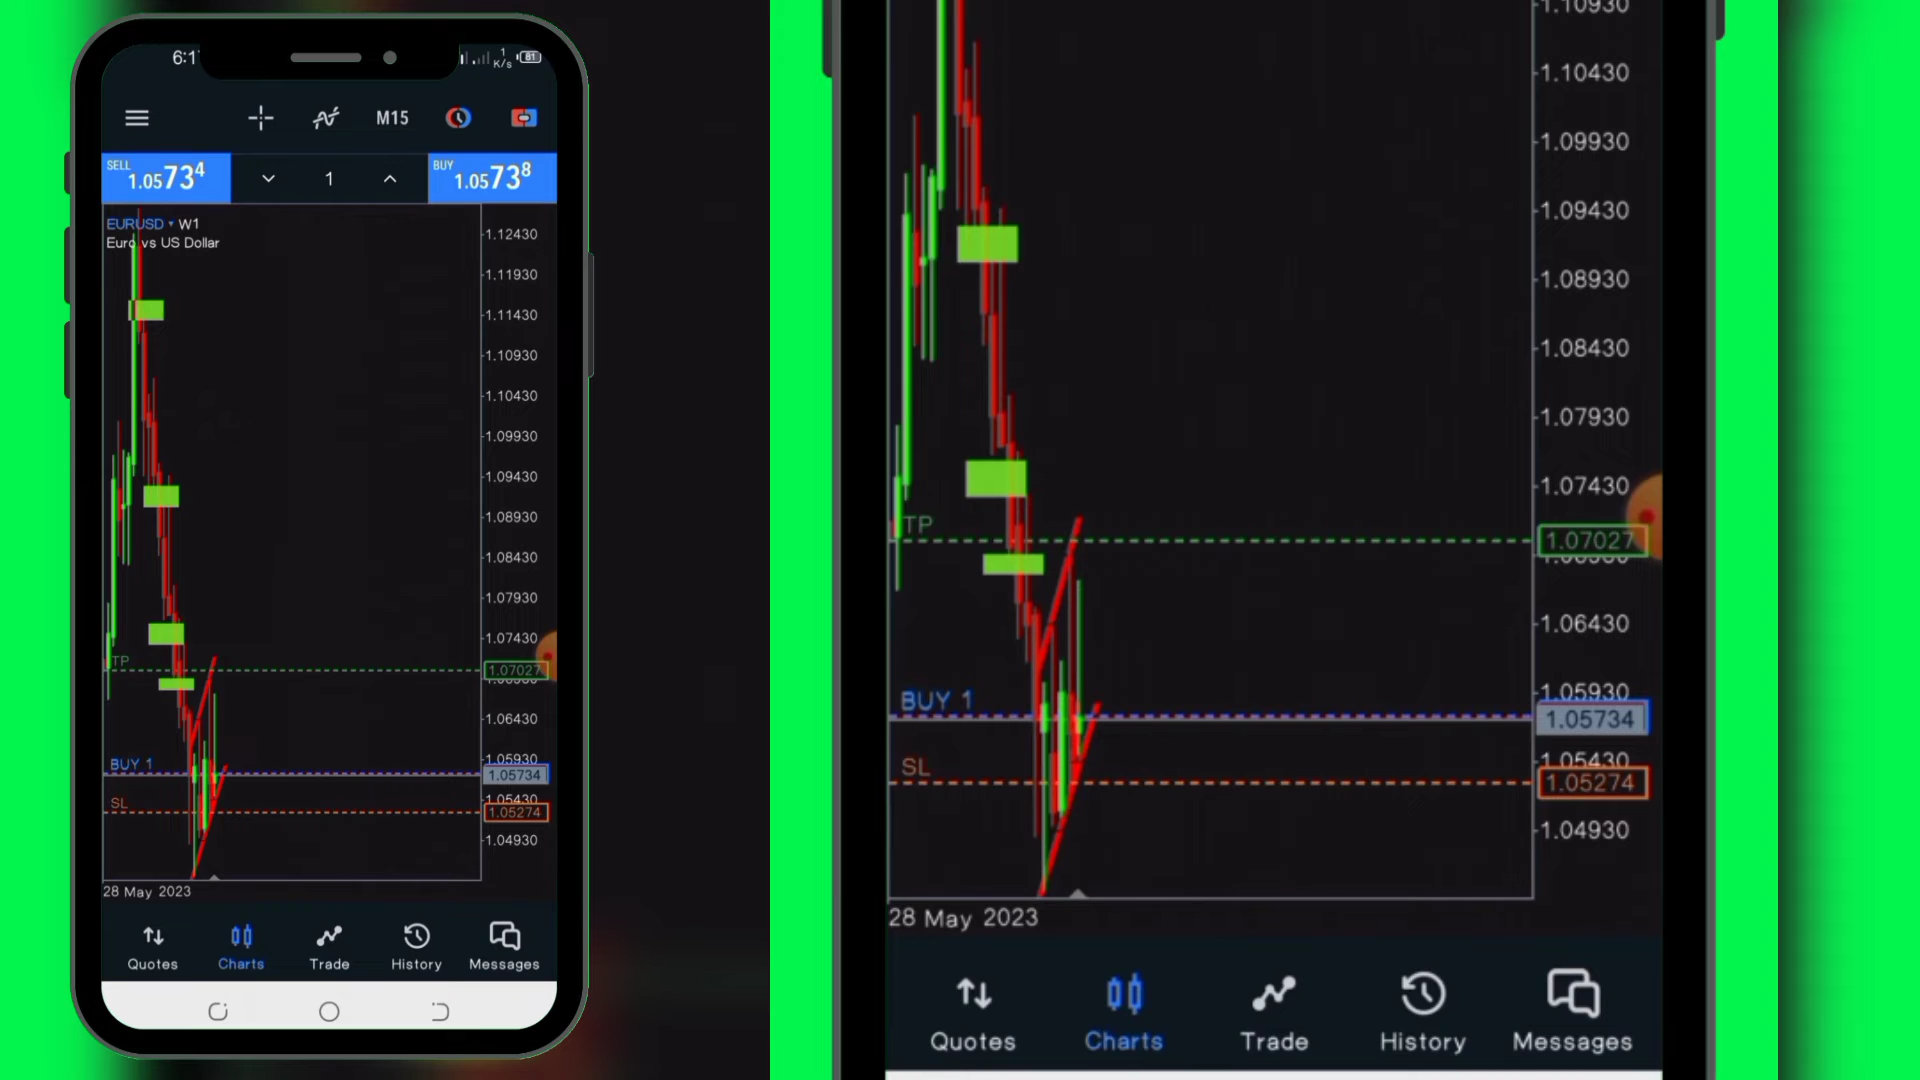 6:1
1
K/s
81
M15
SELL
1.05734
1
BUY
1.05738
EURUSD W1
Euro vs US Dollar
1.12430
1.11930
1.11430
1.10930
1.10430
1.09930
1.09430
1.08930
1.08430
1.07930
1.07430
TP
1.07027
1.06430
1.05930
BUY 1
1.05734
1.05430
SL
1.05274
1.04930
28 May 2023
Quotes
Charts
Trade
History
Messages
1.10930
1.10430
1.09930
1.09430
1.08930
1.08430
1.07930
1.07430
TP
1.07027
1.06430
1.05930
BUY 1
1.05734
1.05430
SL
1.05274
1.04930
28 May 2023
Quotes
Charts
Trade
History
Messages